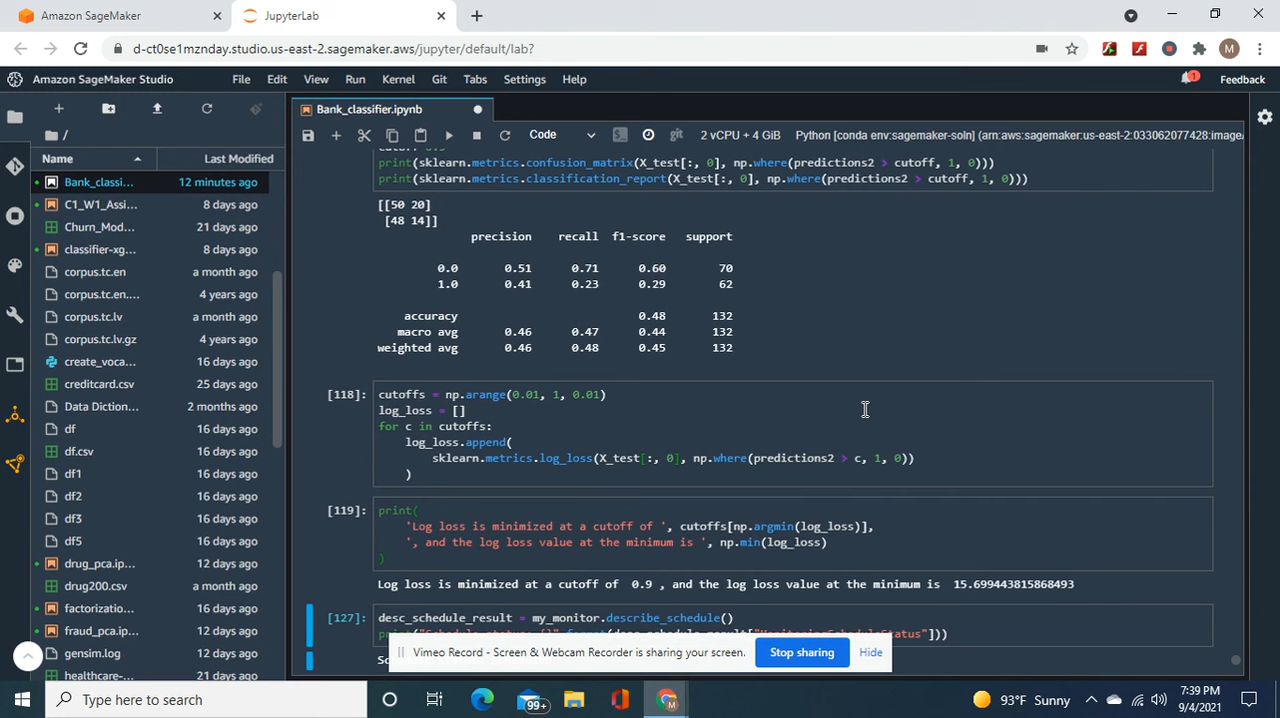 Amazon SageMaker
JupyterLab
d-ct0se1mznday.studio.us-east-2.sagemaker.aws/jupyter/default/lab?
M
Amazon SageMaker Studio
File Edit View Run Kernel Git Tabs Settings Help
1
Feedback
Bank_classifier.ipynb
Code
git
2 vCPU + 4 GiB
Python [conda env:sagemaker-soln] (arn:aws:sagemaker:us-east-2:033062077428:image/
/
Name Last Modified
Bank_classi... 12 minutes ago
C1_W1_Assi... 8 days ago
Churn_Mod... 21 days ago
classifier-xg... 8 days ago
corpus.tc.en a month ago
corpus.tc.en.... 4 years ago
corpus.tc.lv a month ago
corpus.tc.lv.gz 4 years ago
create_voca... 16 days ago
creditcard.csv 25 days ago
Data Diction... 2 months ago
df 16 days ago
df.csv 16 days ago
df1 16 days ago
df2 16 days ago
df3 16 days ago
df5 16 days ago
drug_pca.ip... 12 days ago
drug200.csv a month ago
factorizatio... 16 days ago
fraud_pca.ip... 12 days ago
gensim.log 12 days ago
healthcare- 16 days ago
print(sklearn.metrics.confusion_matrix(X_test[:, 0], np.where(predictions2 > cutoff, 1, 0)))
print(sklearn.metrics.classification_report(X_test[:, 0], np.where(predictions2 > cutoff, 1, 0)))
[[50 20]
[48 14]]
precision recall f1-score support
0.0 0.51 0.71 0.60 70
1.0 0.41 0.23 0.29 62
accuracy 0.48 132
macro avg 0.46 0.47 0.44 132
weighted avg 0.46 0.48 0.45 132
[118]: cutoffs = np.arange(0.01, 1, 0.01)
log_loss = []
for c in cutoffs:
log_loss.append(
sklearn.metrics.log_loss(X_test[:, 0], np.where(predictions2 > c, 1, 0))
)
[119]: print(
'Log loss is minimized at a cutoff of ', cutoffs[np.argmin(log_loss)],
', and the log loss value at the minimum is ', np.min(log_loss)
)
Log loss is minimized at a cutoff of 0.9 , and the log loss value at the minimum is 15.699443815868493
[127]: desc_schedule_result = my_monitor.describe_schedule()
Vimeo Record - Screen & Webcam Recorder is sharing your screen.
Stop sharing
Hide
Type here to search
99+
M
93°F Sunny
7:39 PM
9/4/2021